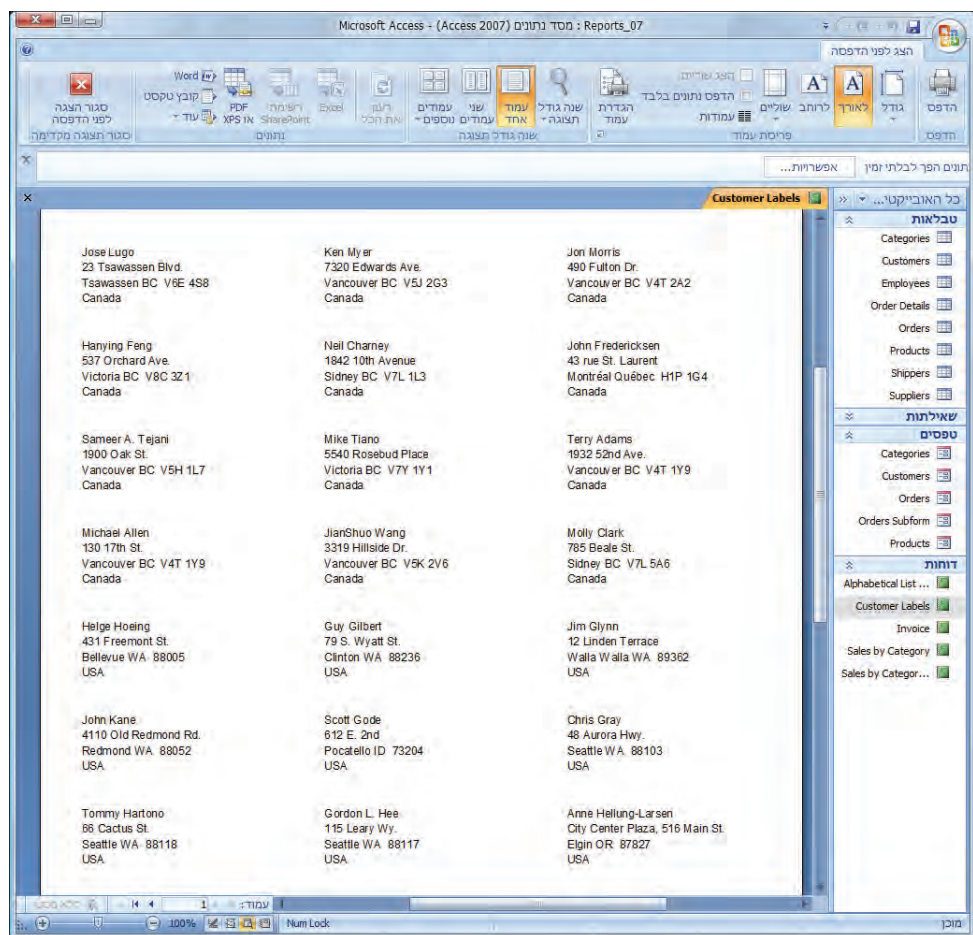 Microsoft Access - (Access 2007) מסד נתונים : Reports_07
הצג לפני הדפסה
הדפס
גודל
לאורך
לרוחב
שוליים
הצג שוליים
הדפס נתונים בלבד
עמודות
הגדרת עמוד
שנה גודל תצוגה
עמוד אחד
שני עמודים
עמודים נוספים
רענן את הכל
Excel
רשימת SharePoint
PDF או XPS
Word
קובץ טקסט
עוד
סגור הצגה לפני הדפסה
הדפס
פריסת עמוד
שנה גודל תצוגה
נתונים
סגור תצוגה מקדימה
תונים הפך לבלתי זמין
אפשרויות...
כל האובייקטי...
טבלאות
Categories
Customers
Employees
Order Details
Orders
Products
Shippers
Suppliers
שאילתות
טפסים
Categories
Customers
Orders
Orders Subform
Products
דוחות
Alphabetical List ...
Customer Labels
Invoice
Sales by Category
Sales by Categor...
Customer Labels
Jose Lugo
23 Tsawassen Blvd.
Tsawassen BC V6E 4S8
Canada
Ken Myer
7320 Edwards Ave.
Vancouver BC V5J 2G3
Canada
Jon Morris
490 Fulton Dr.
Vancouver BC V4T 2A2
Canada
Hanying Feng
537 Orchard Ave.
Victoria BC V8C 3Z1
Canada
Neil Charney
1842 10th Avenue
Sidney BC V7L 1L3
Canada
John Fredericksen
43 rue St. Laurent
Montréal Québec H1P 1G4
Canada
Sameer A. Tejani
1900 Oak St.
Vancouver BC V5H 1L7
Canada
Mike Tiano
5540 Rosebud Place
Victoria BC V7Y 1Y1
Canada
Terry Adams
1932 52nd Ave.
Vancouver BC V4T 1Y9
Canada
Michael Allen
130 17th St.
Vancouver BC V4T 1Y9
Canada
JianShuo Wang
3319 Hillside Dr.
Vancouver BC V5K 2V6
Canada
Molly Clark
785 Beale St.
Sidney BC V7L 5A6
Canada
Helge Hoeing
431 Freemont St.
Bellevue WA 88005
USA
Guy Gilbert
79 S. Wyatt St.
Clinton WA 88236
USA
Jim Glynn
12 Linden Terrace
Walla Walla WA 89362
USA
John Kane
4110 Old Redmond Rd.
Redmond WA 88052
USA
Scott Gode
612 E. 2nd
Pocatello ID 73204
USA
Chris Gray
48 Aurora Hwy.
Seattle WA 88103
USA
Tommy Hartono
66 Cactus St.
Seattle WA 88118
USA
Gordon L. Hee
115 Leary Wy.
Seattle WA 88117
USA
Anne Hellung-Larsen
City Center Plaza, 516 Main St.
Elgin OR 87827
USA
עמוד: 1
ללא מסנן
100%
Num Lock
מוכן